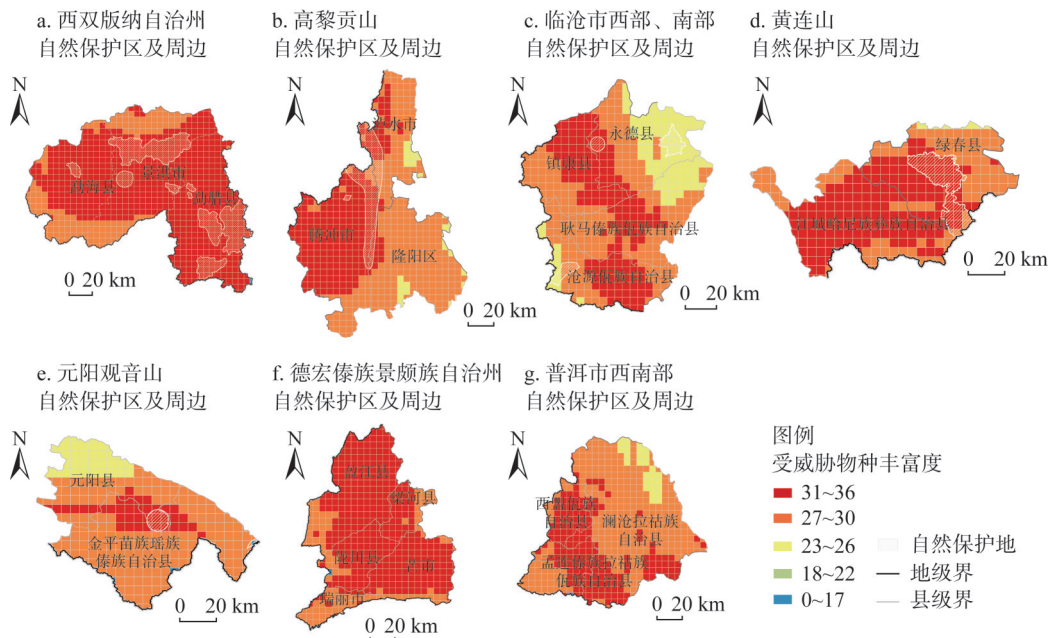 a. 西双版纳自治州
自然保护区及周边
b. 高黎贡山
自然保护区及周边
c. 临沧市西部、南部
自然保护区及周边
d. 黄连山
自然保护区及周边
N
勐海县
景洪市
勐腊县
0 20 km
N
泸水市
腾冲市
隆阳区
0 20 km
N
永德县
镇康县
耿马傣族佤族自治县
沧源佤族自治县
0 20 km
N
绿春县
江城哈尼族彝族自治县
0 20 km
e. 元阳观音山
自然保护区及周边
f. 德宏傣族景颇族自治州
自然保护区及周边
g. 普洱市西南部
自然保护区及周边
N
元阳县
金平苗族瑶族
傣族自治县
0 20 km
N
盈江县
梁河县
陇川县
芒市
瑞丽市
0 20 km
N
西盟佤族
自治县
澜沧拉祜族
自治县
孟连傣族拉祜族
佤族自治县
0 20 km
图例
受威胁物种丰富度
31~36
27~30
23~26
18~22
0~17
自然保护地
地级界
县级界